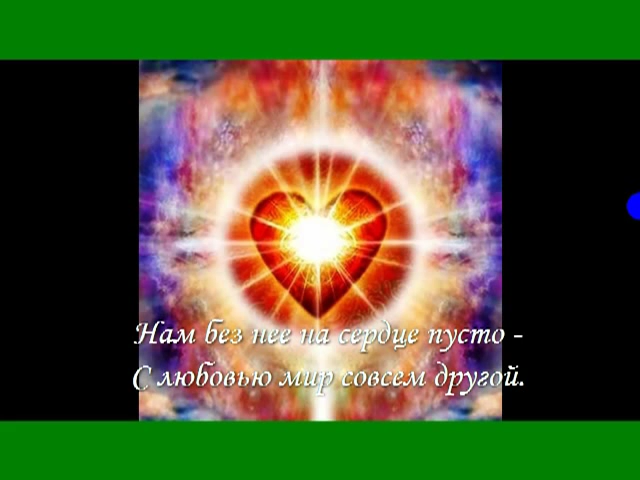 Нам без нее на сердце пусто -
С любовью мир совсем другой.